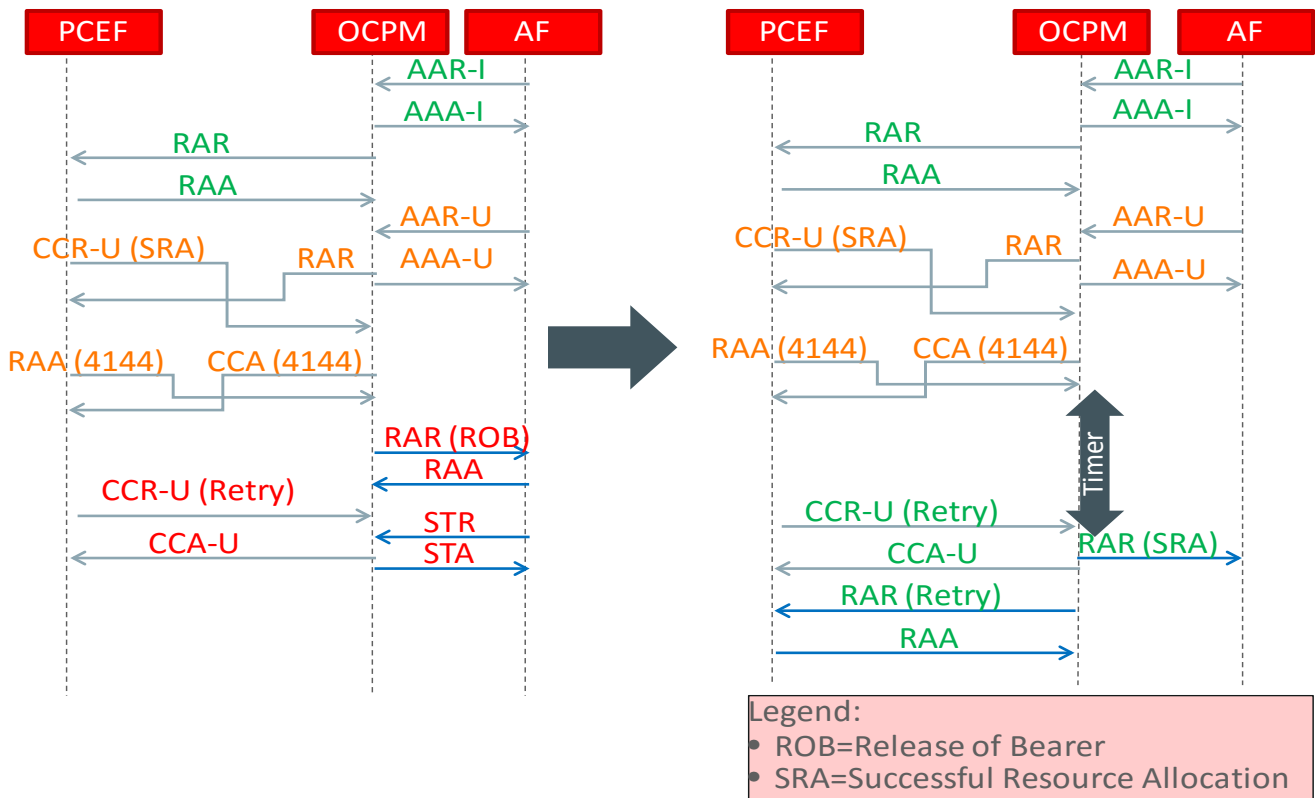 PCEF
OCPM
AF
AAR-I
AAA-I
RAR
RAA
AAR-U
CCR-U (SRA)
RAR
AAA-U
RAA (4144)
CCA (4144)
RAR (ROB)
RAA
CCR-U (Retry)
STR
CCA-U
STA
PCEF
OCPM
AF
AAR-I
AAA-I
RAR
RAA
AAR-U
CCR-U (SRA)
RAR
AAA-U
RAA (4144)
CCA (4144)
Timer
CCR-U (Retry)
RAR (SRA)
CCA-U
RAR (Retry)
RAA
Legend:
• ROB=Release of Bearer
• SRA=Successful Resource Allocation